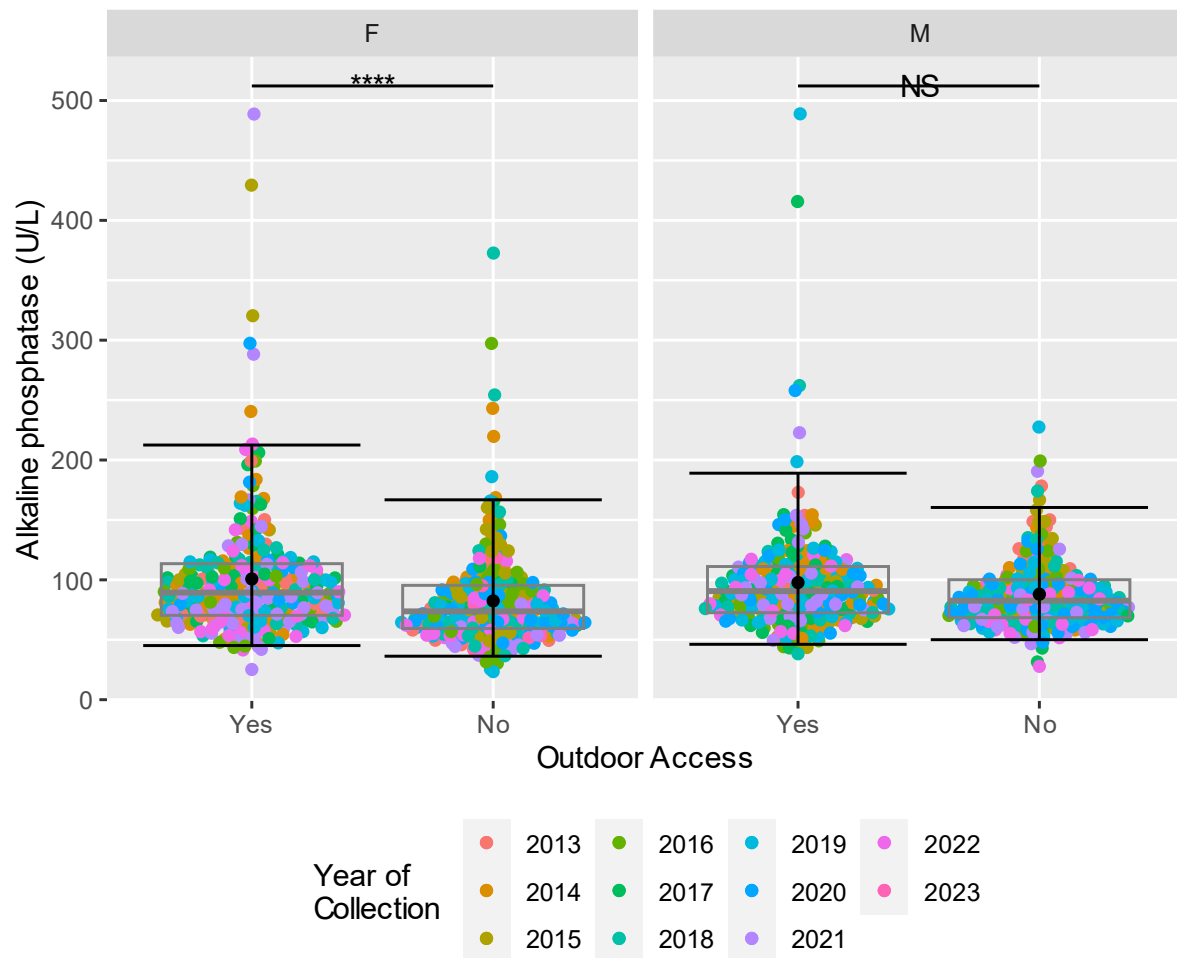 F
M
****
NS
500
400
300
200
100
0
Alkaline phosphatase (U/L)
Yes
No
Yes
No
Outdoor Access
Year of
Collection
2013
2016
2019
2022
2014
2017
2020
2023
2015
2018
2021